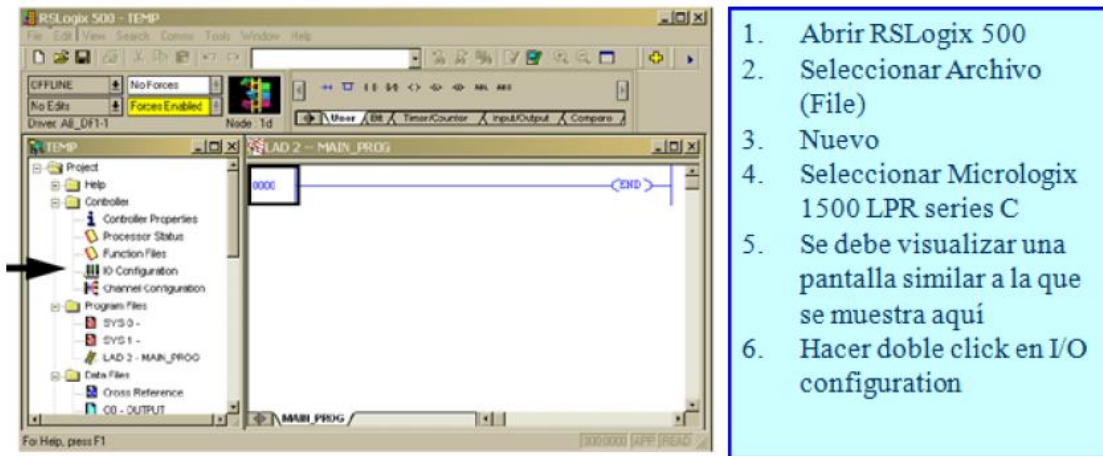 RSLogix 500 - TEMP
File Edit View Search Comms Tools Window Help
OFFLINE No Forces
No Edits Forces Enabled
Driver: AB_DF1-1 Node : 1d
ABL ABS
User Bit Timer/Counter Input/Output Compare
TEMP
Project
Help
Controller
Controller Properties
Processor Status
Function Files
IO Configuration
Channel Configuration
Program Files
SYS 0 -
SYS 1 -
LAD 2 - MAIN_PROG
Data Files
Cross Reference
O0 - OUTPUT
LAD 2 -- MAIN_PROG
0000
END
MAIN_PROG
For Help, press F1
APP READ
1. Abrir RSLogix 500
2. Seleccionar Archivo
(File)
3. Nuevo
4. Seleccionar Micrologix
1500 LPR series C
5. Se debe visualizar una
pantalla similar a la que
se muestra aquí
6. Hacer doble click en I/O
configuration